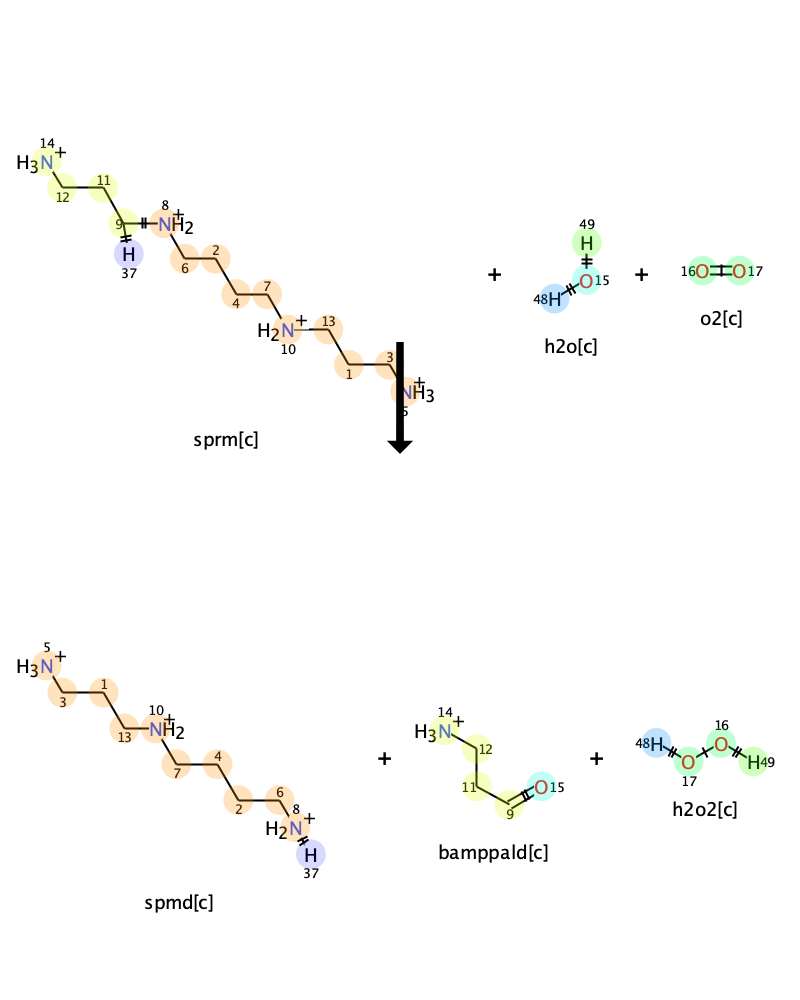 14
H3N+
12
11
9
H
37
8
NH2+
6
2
4
7
H2N+
10
13
1
3
NH3+
5
sprm[c]
+
49
H
O15
48H
h2o[c]
+
16O
O17
o2[c]
5
H3N+
3
1
13
10
NH2+
7
4
2
6
8
H2N+
H
37
spmd[c]
+
14
H3N+
12
11
9
O15
bamppald[c]
+
48H
O
17
16
O
H49
h2o2[c]